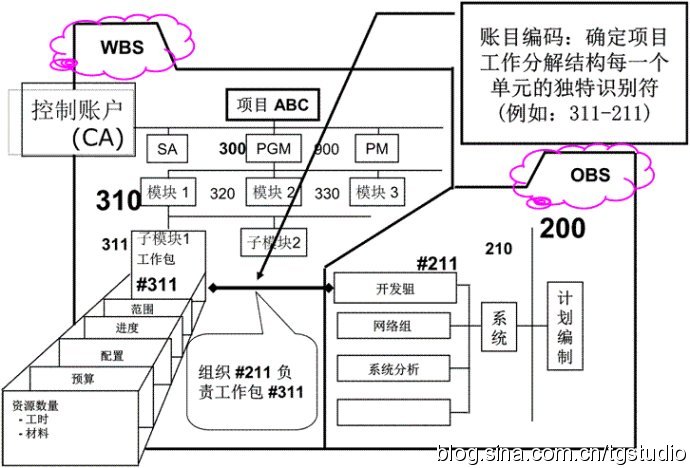 WBS
账目编码：确定项目
工作分解结构每一个
单元的独特识别符
(例如：311-211)
控制账户
(CA)
项目 ABC
SA
300
PGM
900
PM
OBS
310
模块 1
320
模块 2
330
模块 3
200
311
子模块1
工作包
#311
子模块2
210
#211
开发组
范围
进度
网络组
系统
计划编制
配置
系统分析
预算
组织 #211 负
责工作包 #311
资源数量
- 工时
- 材料
blog.sina.com.cn/tgstudio